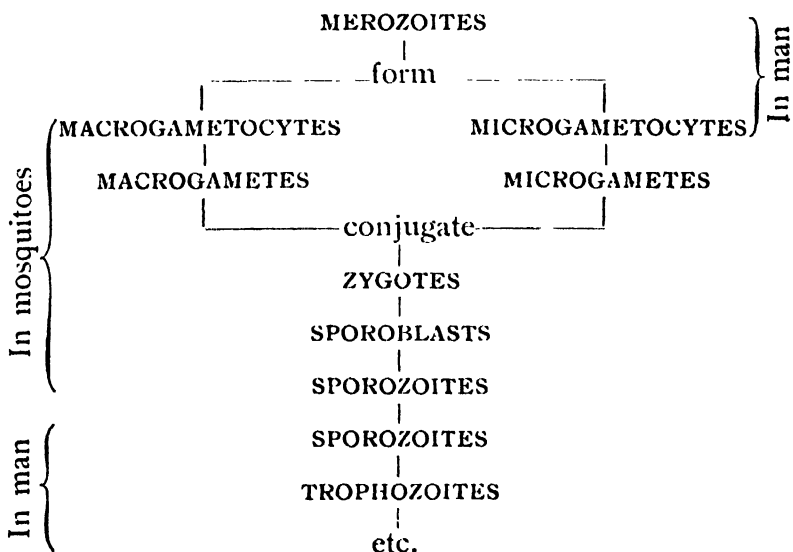 MEROZOITES
form
In man
MACROGAMETOCYTES MICROGAMETOCYTES
MACROGAMETES MICROGAMETES
In mosquitoes
conjugate
ZYGOTES
SPOROBLASTS
SPOROZOITES
In man
SPOROZOITES
TROPHOZOITES
etc.